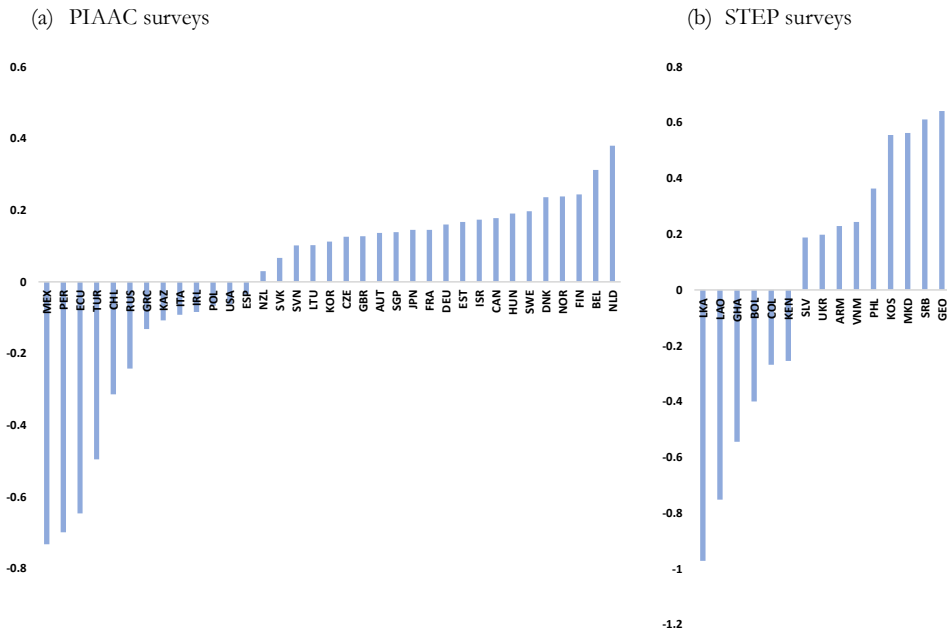 (a) PIAAC surveys
0.6
0.4
0.2
0
-0.2
-0.4
-0.6
-0.8
MEX
PER
ECU
TUR
CHL
RUS
GRC
KAZ
ITA
IRL
POL
USA
ESP
NZL
SVK
SVN
LTU
KOR
CZE
GBR
AUT
SGP
JPN
FRA
DEU
EST
ISR
CAN
HUN
SWE
DNK
NOR
FIN
BEL
NLD
(b) STEP surveys
0.8
0.6
0.4
0.2
0
-0.2
-0.4
-0.6
-0.8
-1
-1.2
LKA
LAO
GHA
BOL
COL
KEN
SLV
UKR
ARM
VNM
PHL
KOS
MKD
SRB
GEO